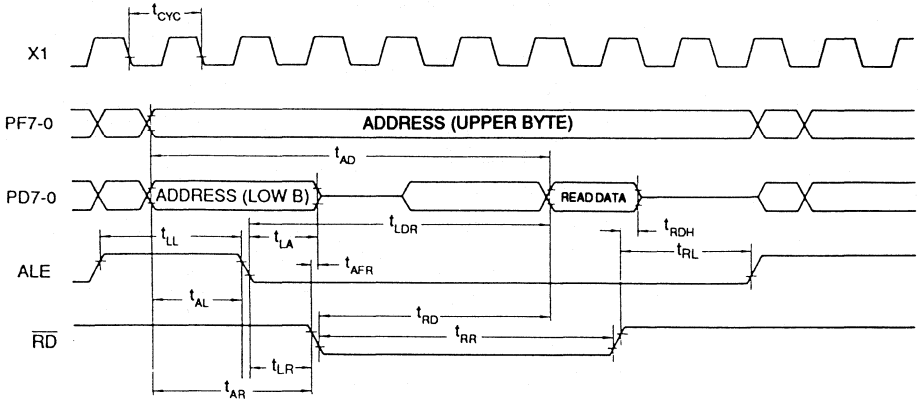 tCYC
X1
PF7-0
ADDRESS (UPPER BYTE)
tAD
PD7-0
ADDRESS (LOW B)
READ DATA
tLDR
tLL
tLA
tRDH
tRL
ALE
tAFR
tAL
tRD
RD
tRR
tLR
tAR